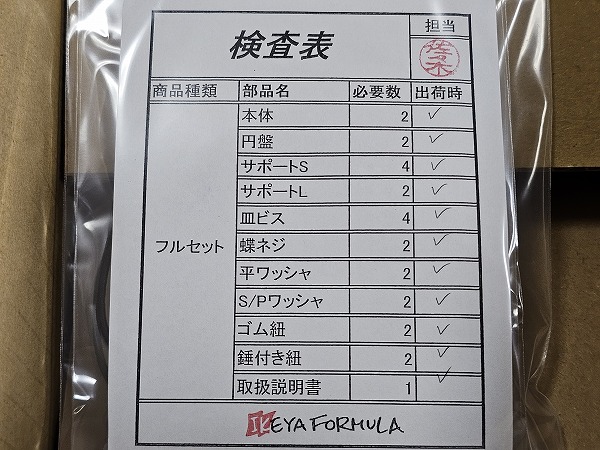 検査表
担当
佐々木
商品種類 部品名 必要数 出荷時
フルセット
本体 2 ✓
円盤 2 ✓
サポートS 4 ✓
サポートL 2 ✓
皿ビス 4 ✓
蝶ネジ 2 ✓
平ワッシャ 2 ✓
S/Pワッシャ 2 ✓
ゴム紐 2 ✓
錘付き紐 2 ✓
取扱説明書 1 ✓
IKEYA FORMULA